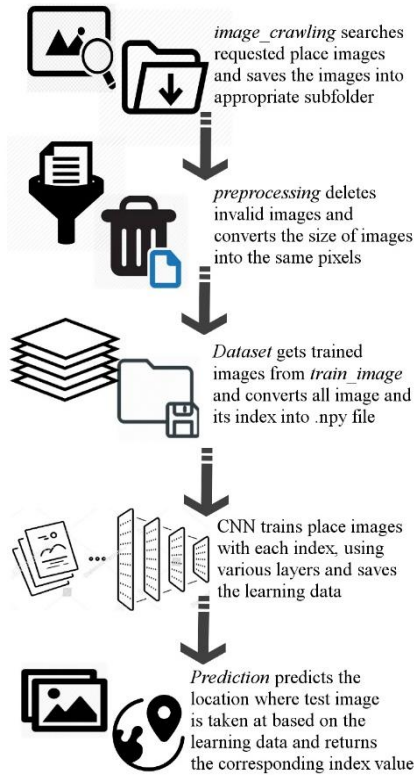 image_crawling searches
requested place images
and saves the images into
appropriate subfolder
preprocessing deletes
invalid images and
converts the size of images
into the same pixels
Dataset gets trained
images from train_image
and converts all image and
its index into .npy file
CNN trains place images
with each index, using
various layers and saves
the learning data
Prediction predicts the
location where test image
is taken at based on the
learning data and returns
the corresponding index value